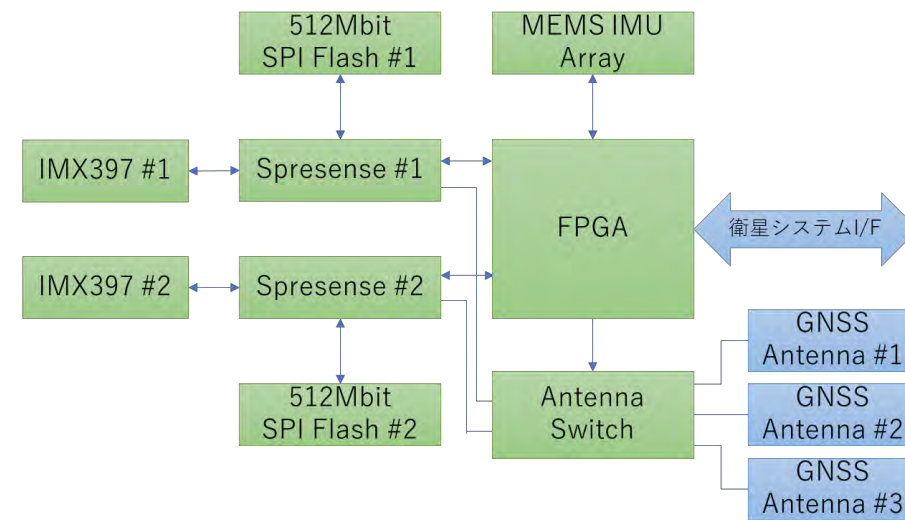 512Mbit
SPI Flash #1
MEMS IMU
Array
IMX397 #1
Spresense #1
FPGA
衛星システムI/F
IMX397 #2
Spresense #2
512Mbit
SPI Flash #2
Antenna
Switch
GNSS
Antenna #1
GNSS
Antenna #2
GNSS
Antenna #3